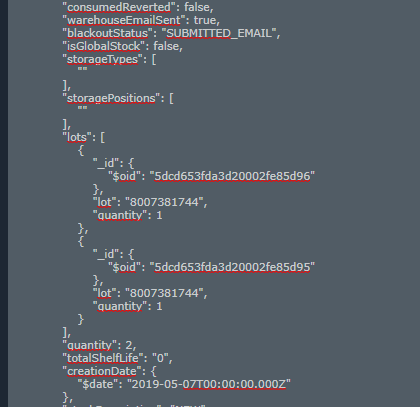 "consumedReverted": false,
"warehouseEmailSent": true,
"blackoutStatus": "SUBMITTED_EMAIL",
"isGlobalStock": false,
"storageTypes": [
""
],
"storagePositions": [
""
],
"lots": [
{
"_id": {
"$oid": "5dcd653fda3d20002fe85d96"
},
"lot": "8007381744",
"quantity": 1
},
{
"_id": {
"$oid": "5dcd653fda3d20002fe85d95"
},
"lot": "8007381744",
"quantity": 1
}
],
"quantity": 2,
"totalShelfLife": "0",
"creationDate": {
"$date": "2019-05-07T00:00:00.000Z"
},